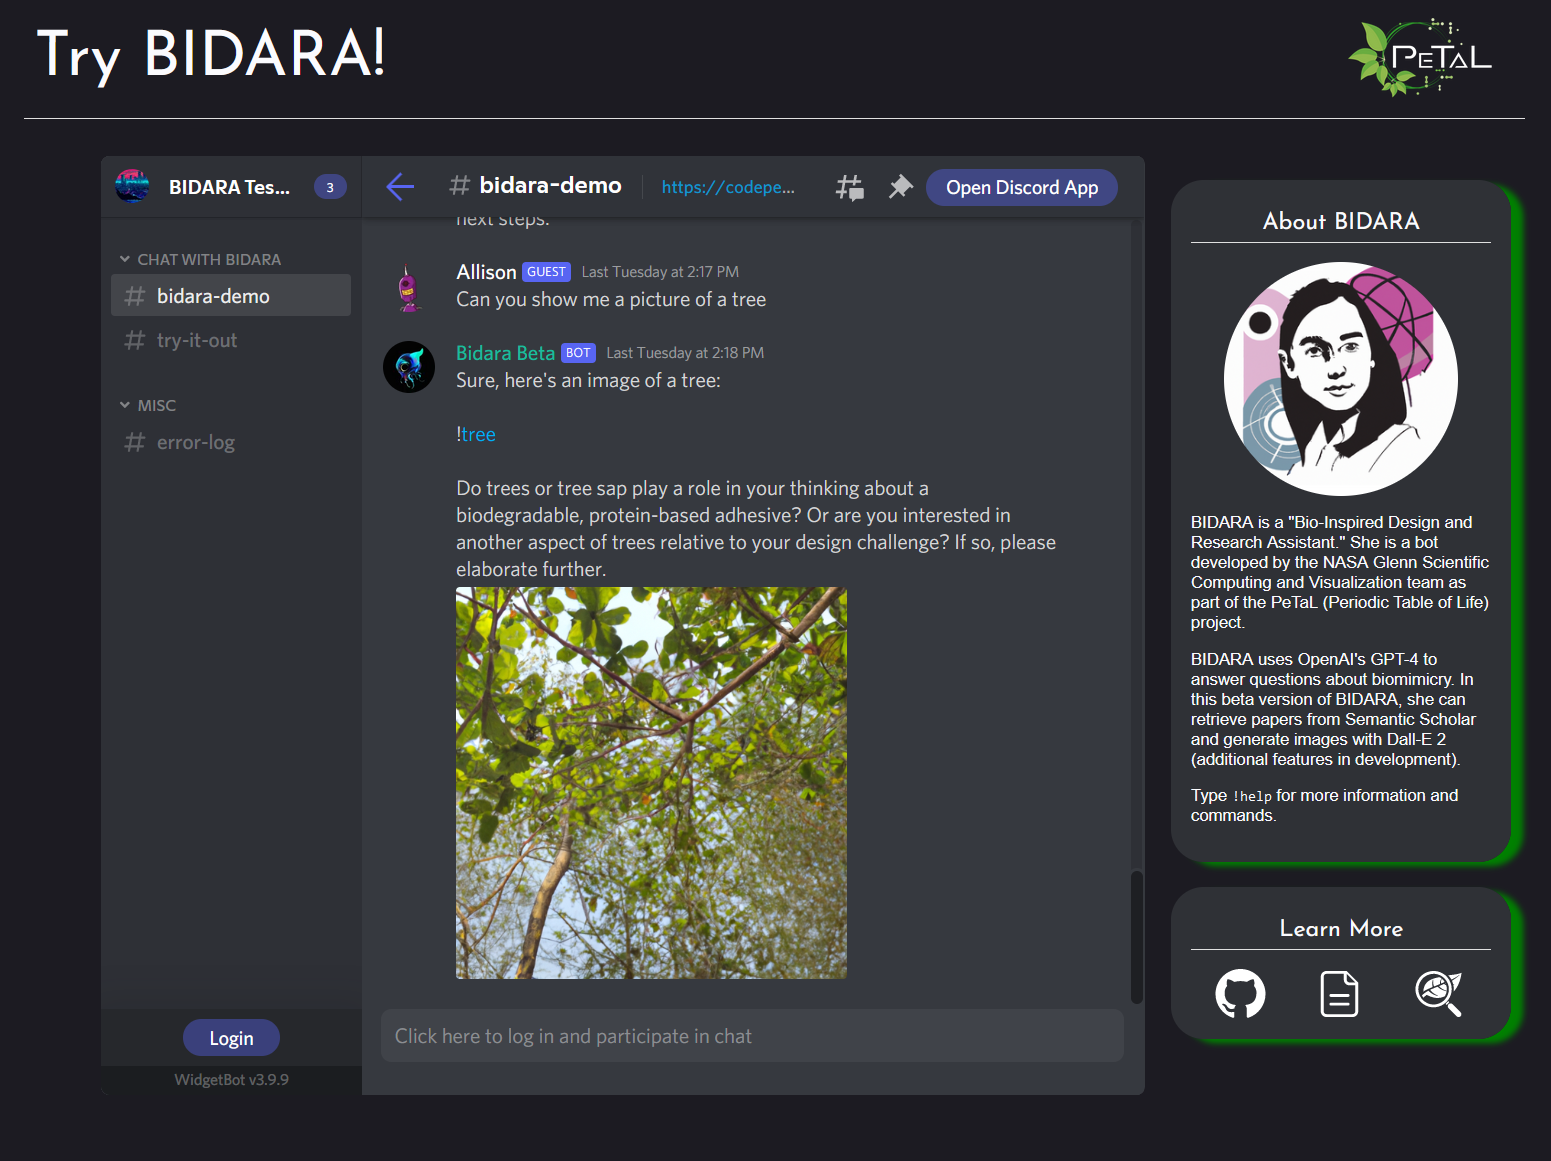 Try BIDARA!
PeTaL
BIDARA Tes...
3
CHAT WITH BIDARA
# bidara-demo
# try-it-out
MISC
# error-log
Login
WidgetBot v3.9.9
# bidara-demo
https://codepe...
Open Discord App
next steps.
Allison GUEST Last Tuesday at 2:17 PM
Can you show me a picture of a tree
Bidara Beta BOT Last Tuesday at 2:18 PM
Sure, here's an image of a tree:
!tree
Do trees or tree sap play a role in your thinking about a
biodegradable, protein-based adhesive? Or are you interested in
another aspect of trees relative to your design challenge? If so, please
elaborate further.
Click here to log in and participate in chat
About BIDARA
BIDARA is a "Bio-Inspired Design and
Research Assistant." She is a bot
developed by the NASA Glenn Scientific
Computing and Visualization team as
part of the PeTaL (Periodic Table of Life)
project.
BIDARA uses OpenAI's GPT-4 to
answer questions about biomimicry. In
this beta version of BIDARA, she can
retrieve papers from Semantic Scholar
and generate images with Dall-E 2
(additional features in development).
Type !help for more information and
commands.
Learn More